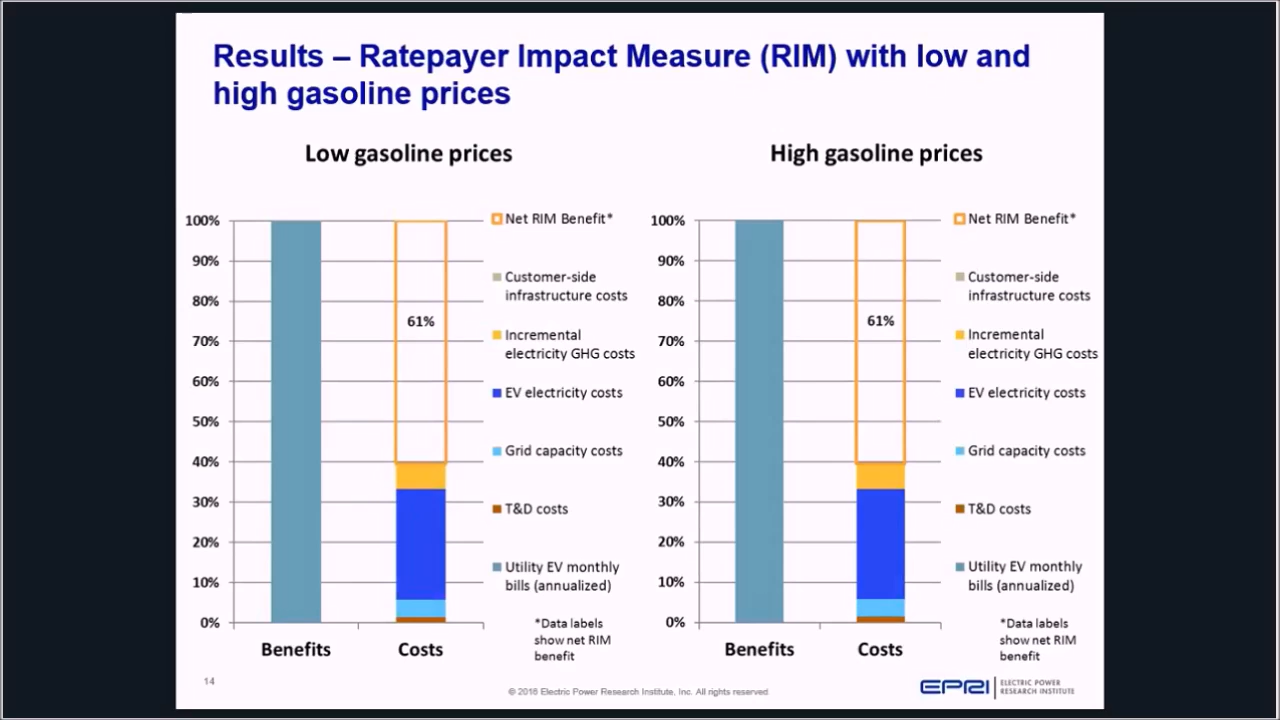 Results – Ratepayer Impact Measure (RIM) with low and
high gasoline prices
Low gasoline prices
100%
90%
80%
70%
60%
50%
40%
30%
20%
10%
0%
61%
Benefits
Costs
Net RIM Benefit*
Customer-side
infrastructure costs
Incremental
electricity GHG costs
EV electricity costs
Grid capacity costs
T&D costs
Utility EV monthly
bills (annualized)
*Data labels
show net RIM
benefit
High gasoline prices
100%
90%
80%
70%
60%
50%
40%
30%
20%
10%
0%
61%
Benefits
Costs
Net RIM Benefit*
Customer-side
infrastructure costs
Incremental
electricity GHG costs
EV electricity costs
Grid capacity costs
T&D costs
Utility EV monthly
bills (annualized)
*Data labels
show net RIM
benefit
14
© 2016 Electric Power Research Institute, Inc. All rights reserved.
EPRI
ELECTRIC POWER
RESEARCH INSTITUTE